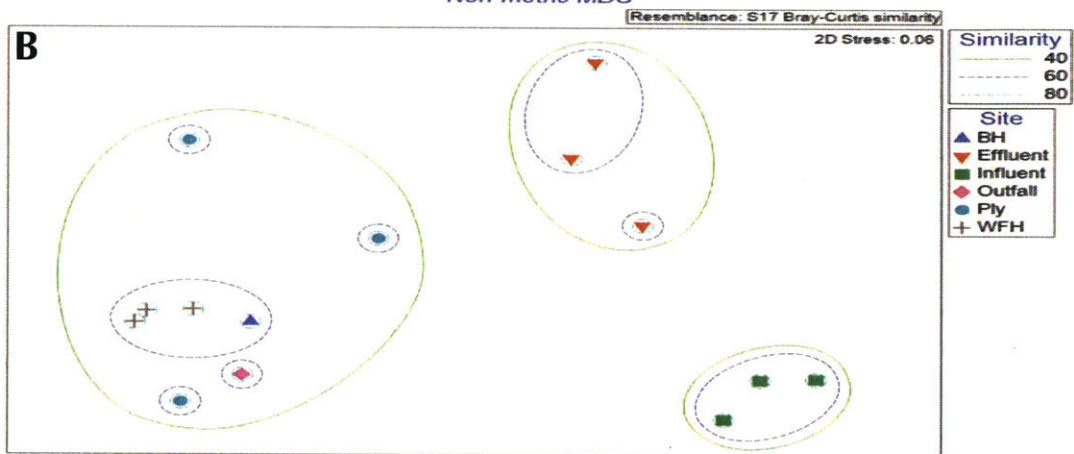 Non-metric MDS
Resemblance: S17 Bray-Curtis similarity
B
2D Stress: 0.06
Similarity
40
60
80
Site
BH
Effluent
Influent
Outfall
Ply
WFH